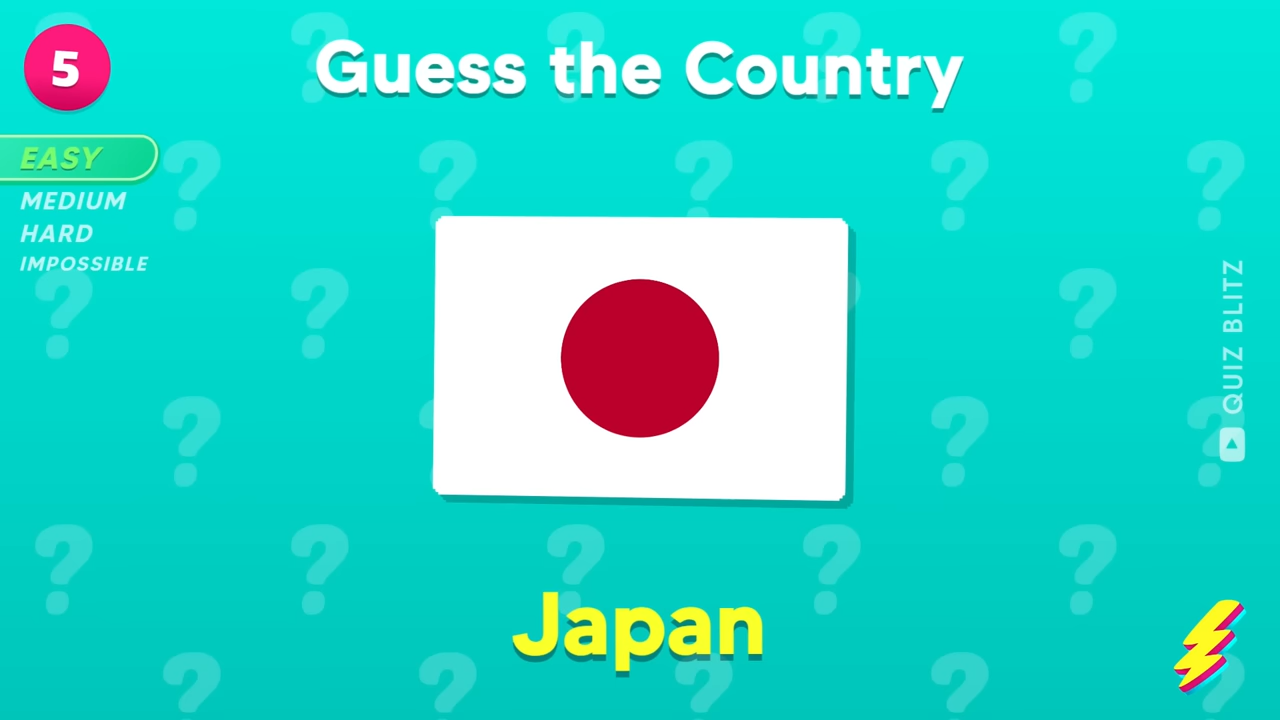 5
Guess the Country
EASY
MEDIUM
HARD
IMPOSSIBLE
QUIZ BLITZ
Japan